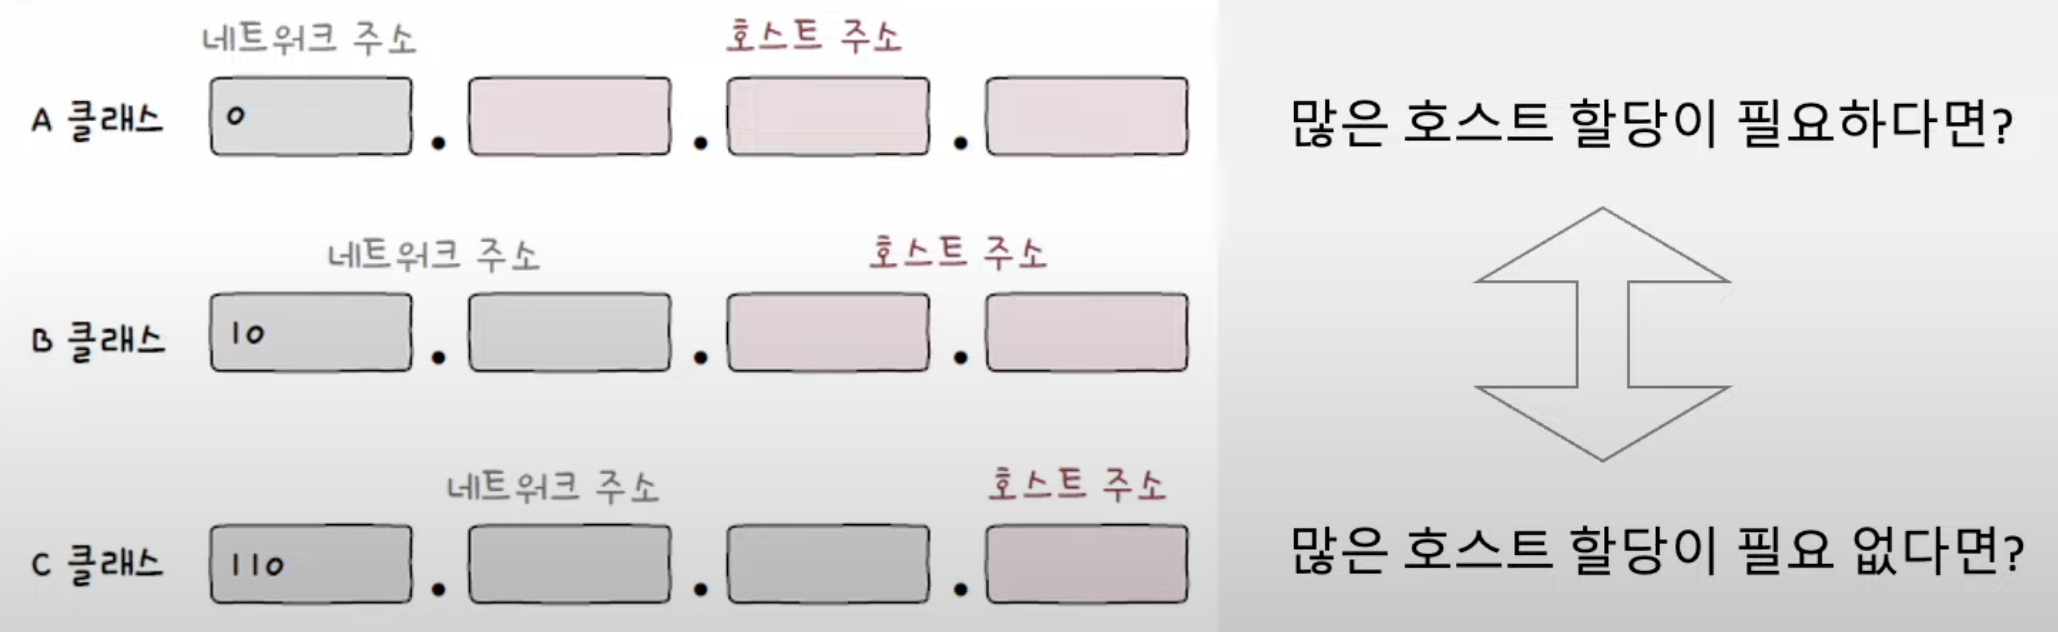 네트워크 주소 호스트 주소
A 클래스 0 . . . 많은 호스트 할당이 필요하다면?
네트워크 주소 호스트 주소
B 클래스 10 . . .
네트워크 주소 호스트 주소
C 클래스 110 . . . 많은 호스트 할당이 필요 없다면?